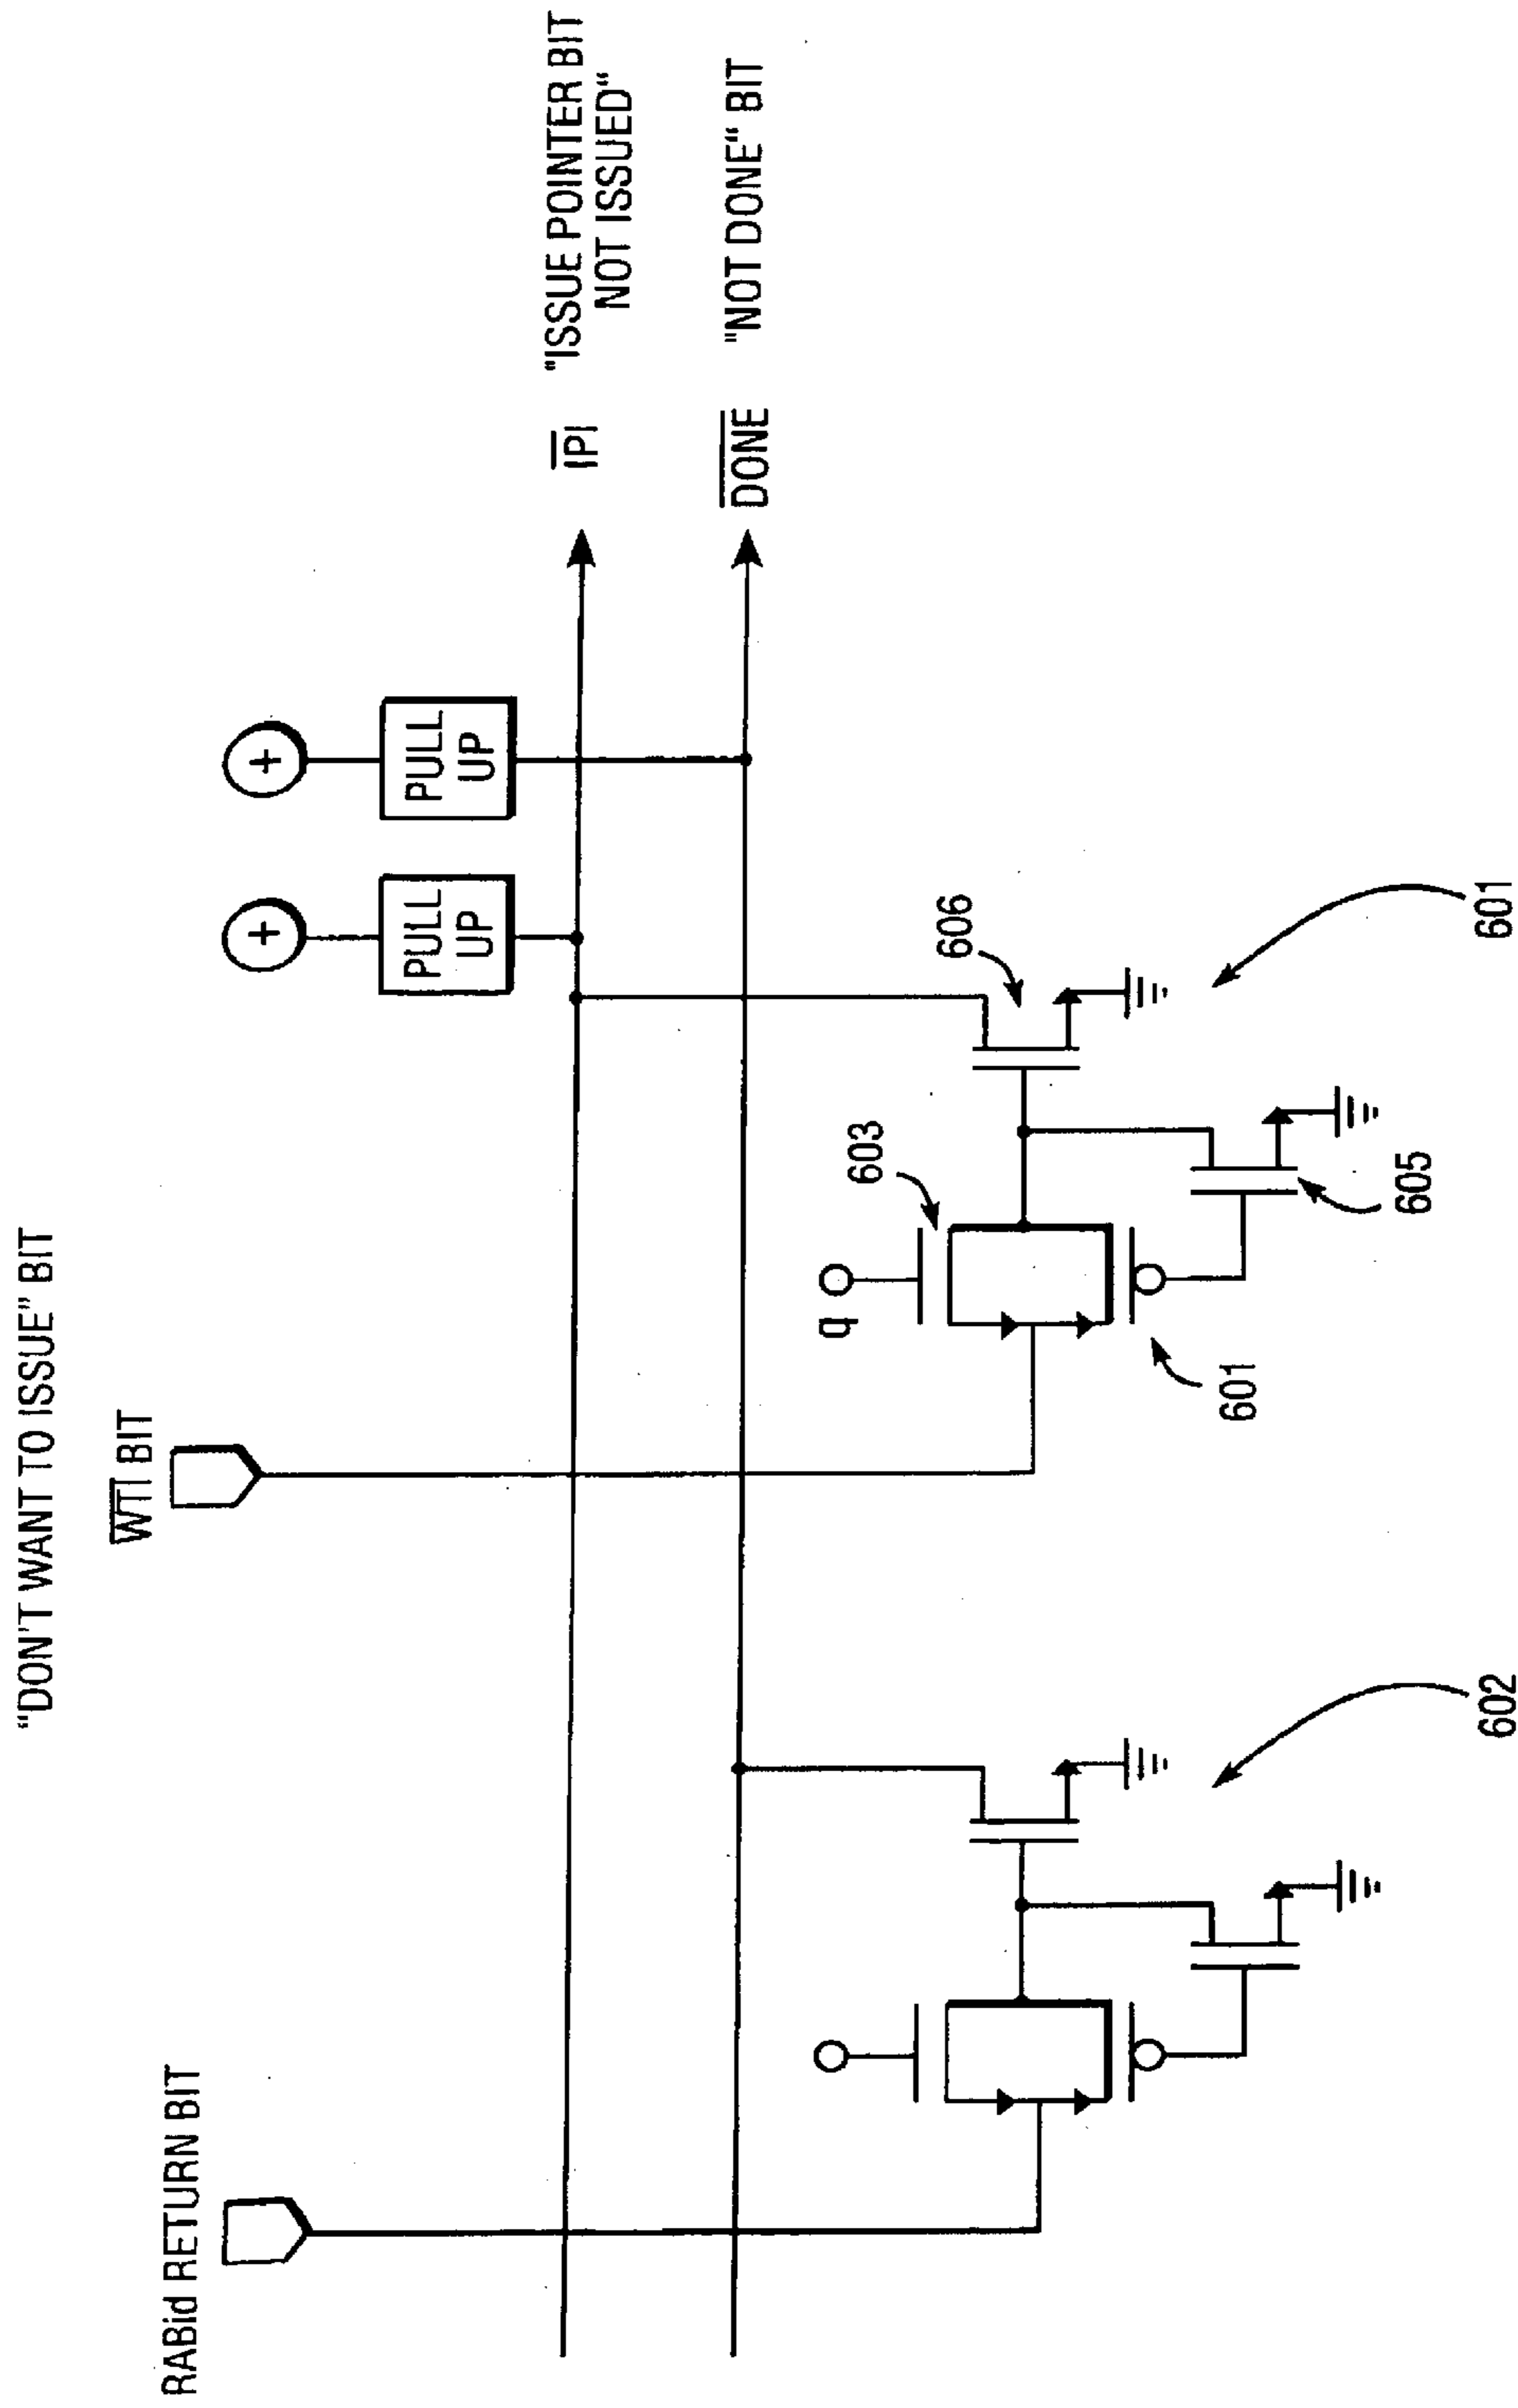 "DON'T WANT TO ISSUE" BIT
WTI BIT
RABid RETURN BIT
+
+
PULL
UP
PULL
UP
IPI
"ISSUE POINTER BIT
NOT ISSUED"
DONE
"NOT DONE" BIT
q
603
606
601
605
601
602